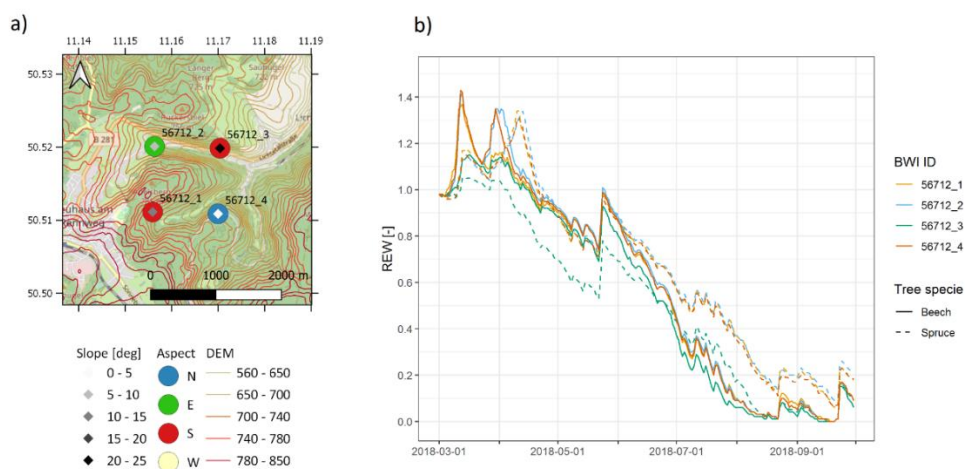 a)
11.14 11.15 11.16 11.17 11.18 11.19
50.53
50.52
50.51
50.50
B 281
56712_2
56712_3
56712_1
56712_4
0 1000 2000 m
Slope [deg]
0 - 5
5 - 10
10 - 15
15 - 20
20 - 25
Aspect
N
E
S
W
DEM
560 - 650
650 - 700
700 - 740
740 - 780
780 - 850
b)
REW [-]
1.4
1.2
1.0
0.8
0.6
0.4
0.2
0.0
2018-03-01 2018-05-01 2018-07-01 2018-09-01
BWI ID
56712_1
56712_2
56712_3
56712_4
Tree specie
Beech
Spruce